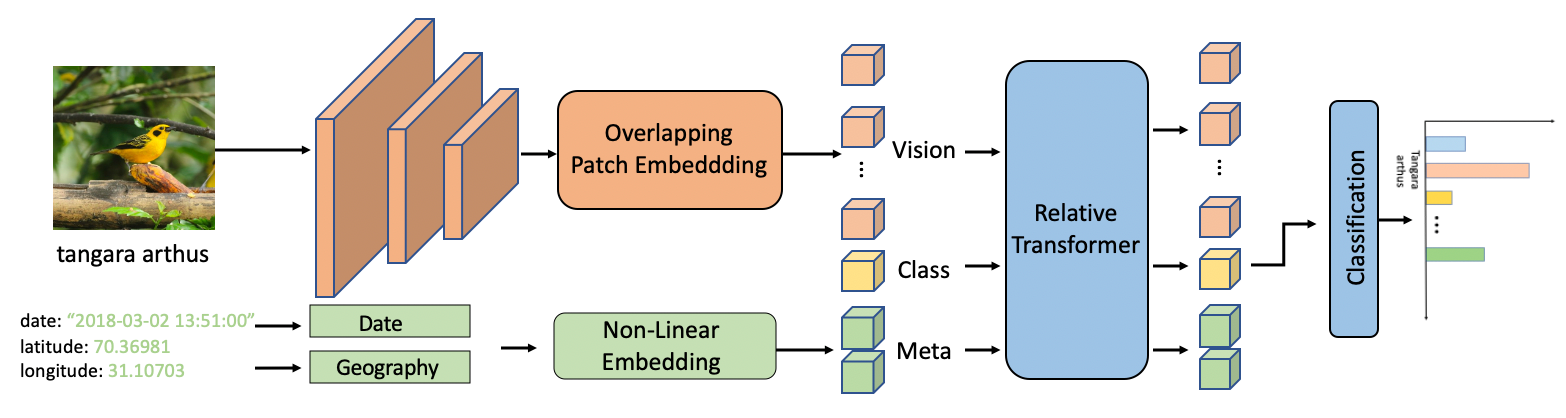 tangara arthus
date: “2018-03-02 13:51:00”
latitude: 70.36981
longitude: 31.10703
Date
Geography
Overlapping
Patch Embeddding
Non-Linear
Embedding
Vision
Class
Meta
Relative
Transformer
Classification
Tangara
arthus